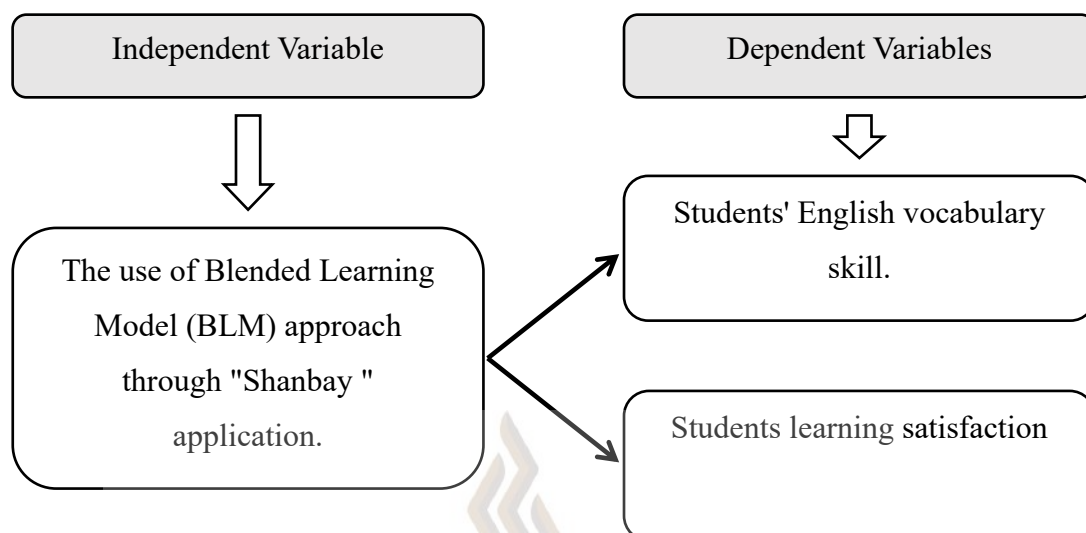 Independent Variable
Dependent Variables
The use of Blended Learning
Model (BLM) approach
through "Shanbay "
application.
Students' English vocabulary
skill.
Students learning satisfaction